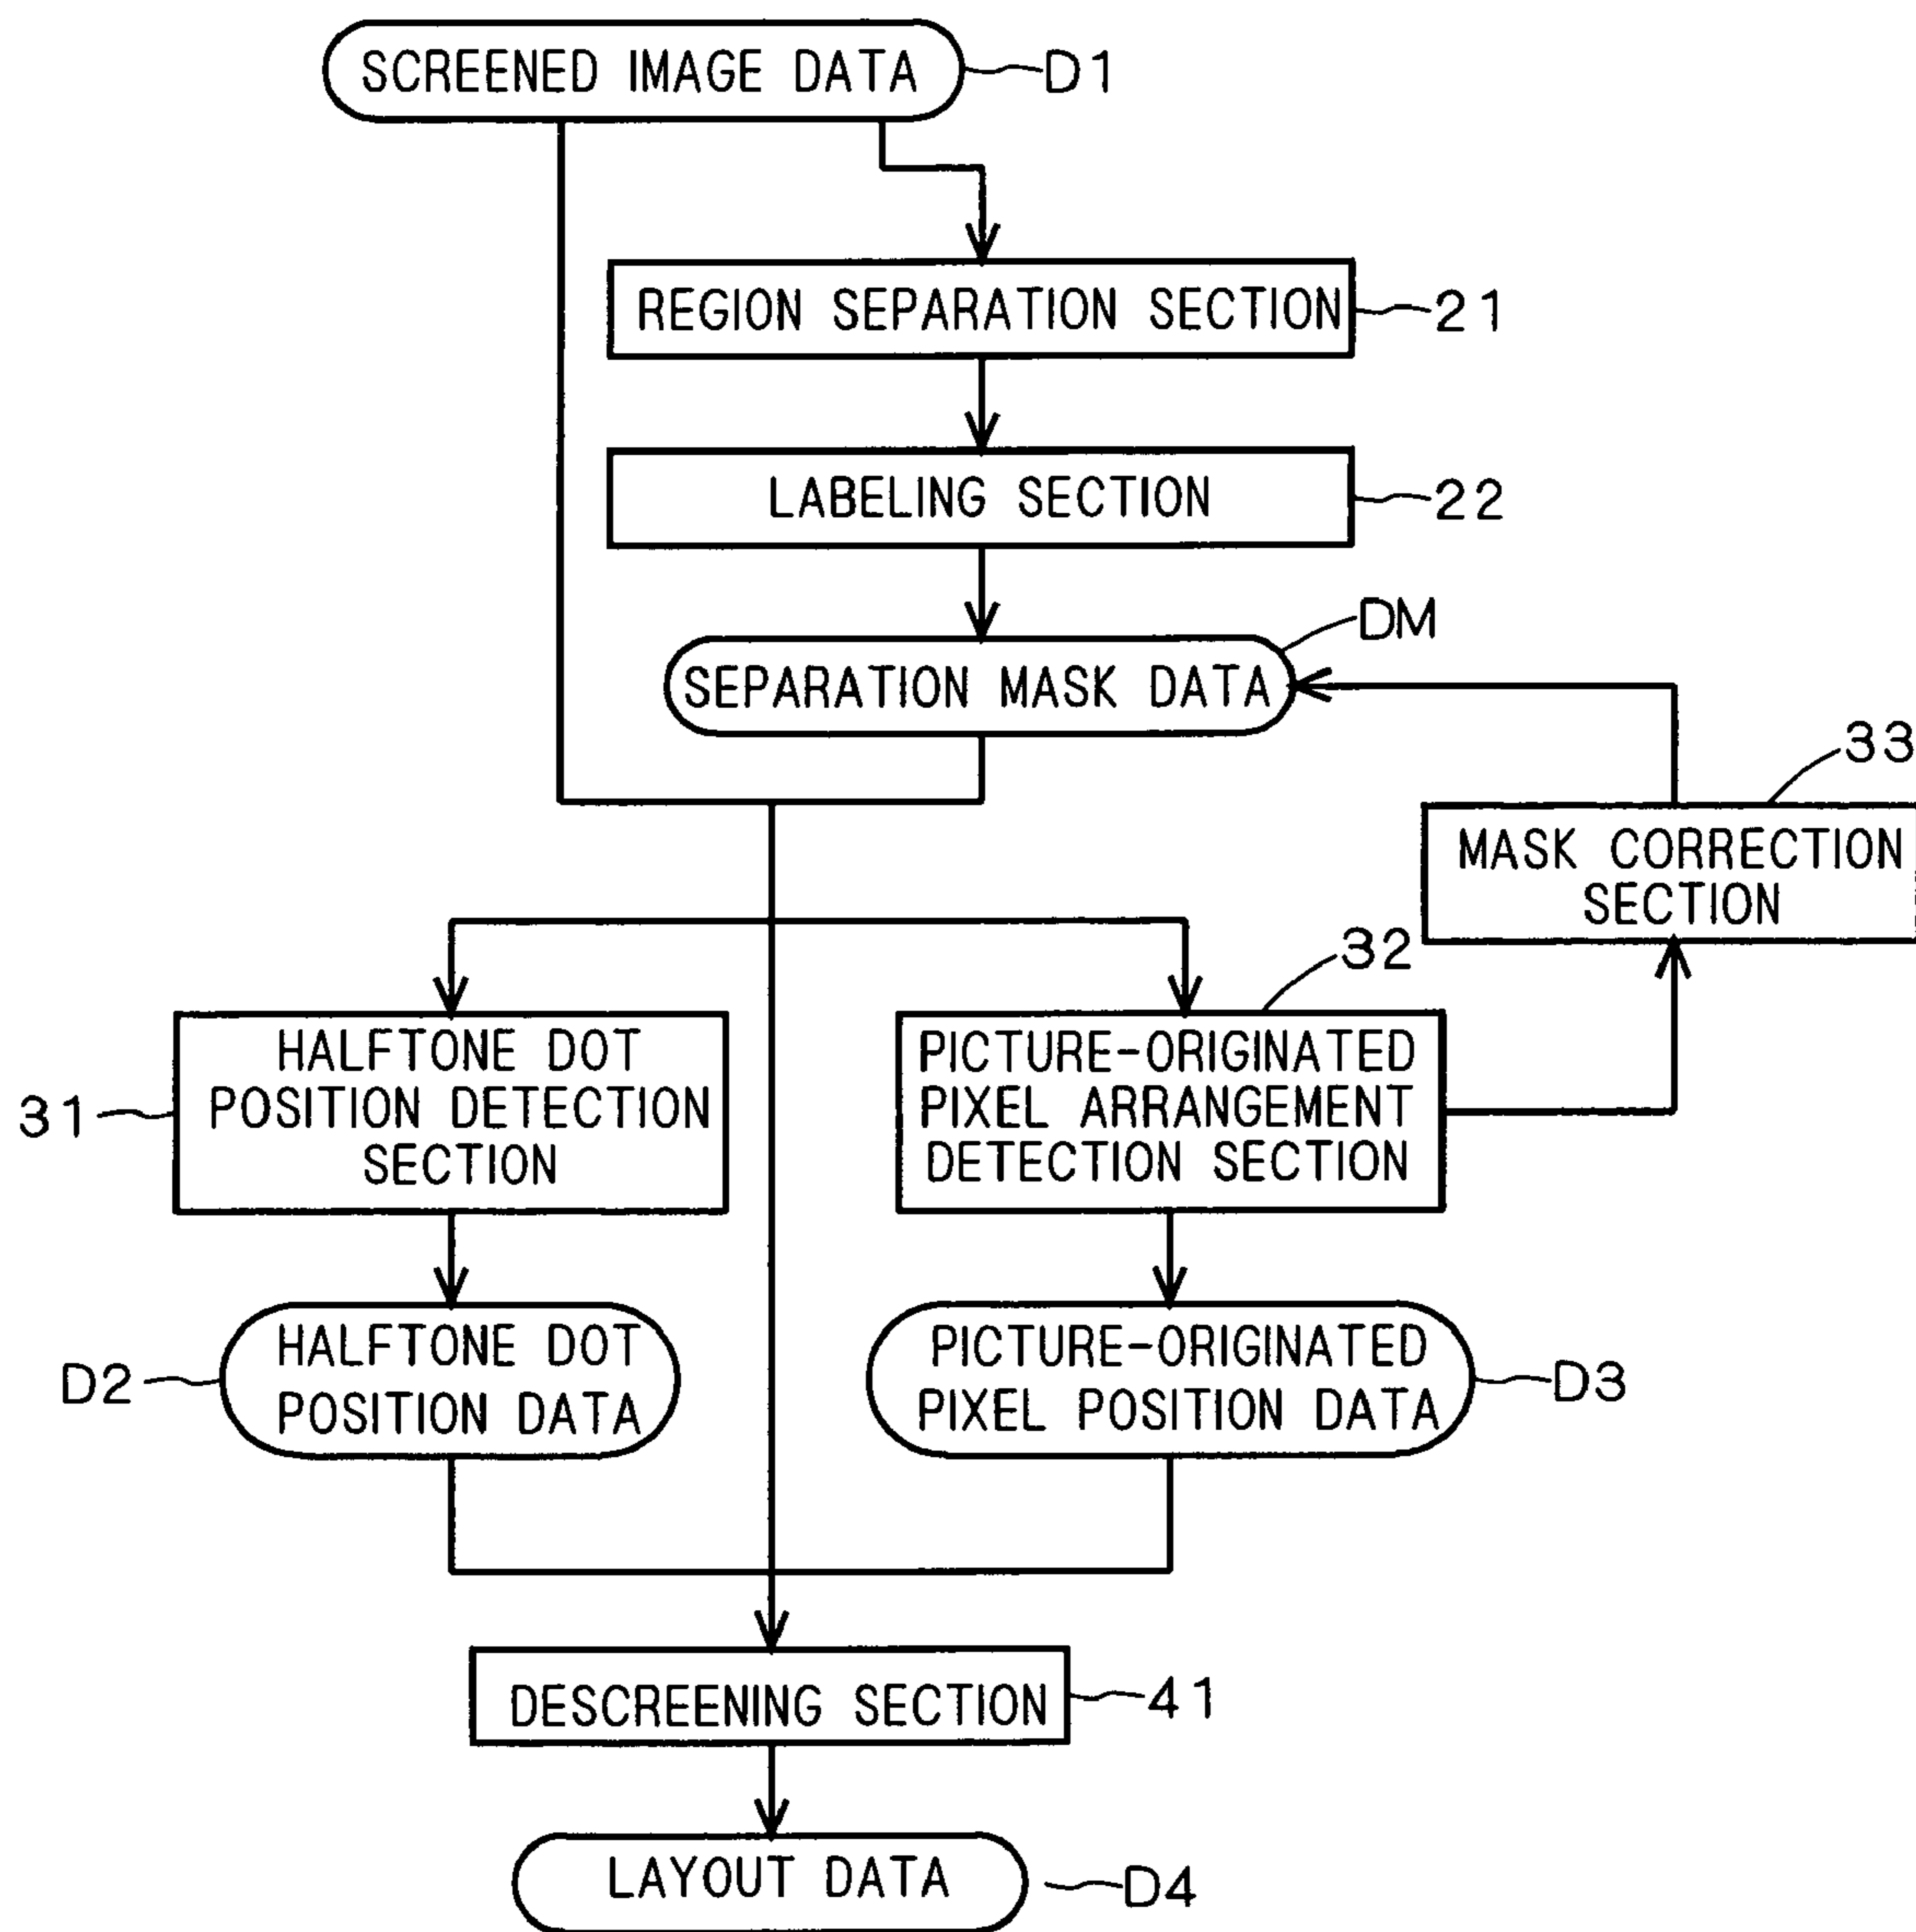 SCREENED IMAGE DATA
D1
REGION SEPARATION SECTION
21
LABELING SECTION
22
DM
SEPARATION MASK DATA
33
MASK CORRECTION
SECTION
32
31
HALFTONE DOT
POSITION DETECTION
SECTION
PICTURE-ORIGINATED
PIXEL ARRANGEMENT
DETECTION SECTION
D2
HALFTONE DOT
POSITION DATA
PICTURE-ORIGINATED
PIXEL POSITION DATA
D3
DESCREENING SECTION
41
LAYOUT DATA
D4